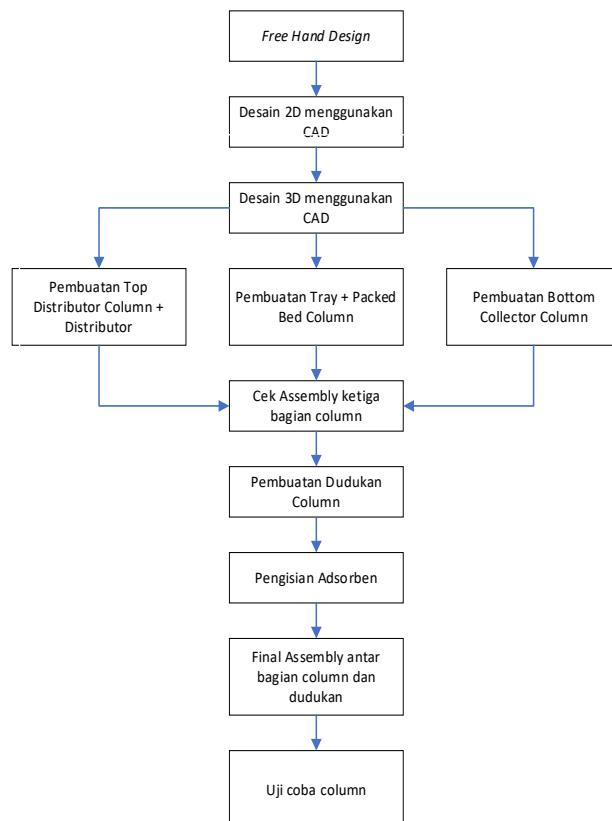 Free Hand Design
Desain 2D menggunakan
CAD
Desain 3D menggunakan
CAD
Pembuatan Top
Distributor Column +
Distributor
Pembuatan Tray + Packed
Bed Column
Pembuatan Bottom
Collector Column
Cek Assembly ketiga
bagian column
Pembuatan Dudukan
Column
Pengisian Adsorben
Final Assembly antar
bagian column dan
dudukan
Uji coba column